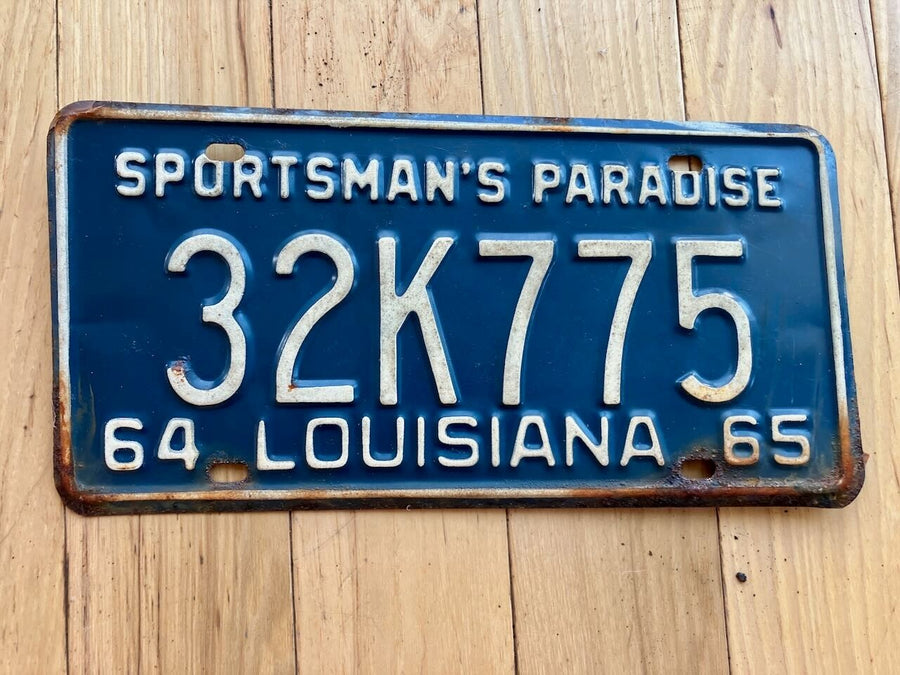 SPORTSMAN'S PARADISE
32K775
64 LOUISIANA 65